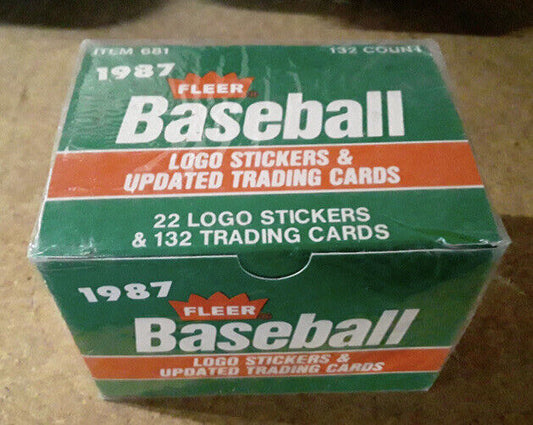 ITEM 681 132 COUNT
1987
FLEER
Baseball
LOGO STICKERS &
UPDATED TRADING CARDS
22 LOGO STICKERS
& 132 TRADING CARDS
1987
FLEER
Baseball
LOGO STICKERS &
UPDATED TRADING CARDS